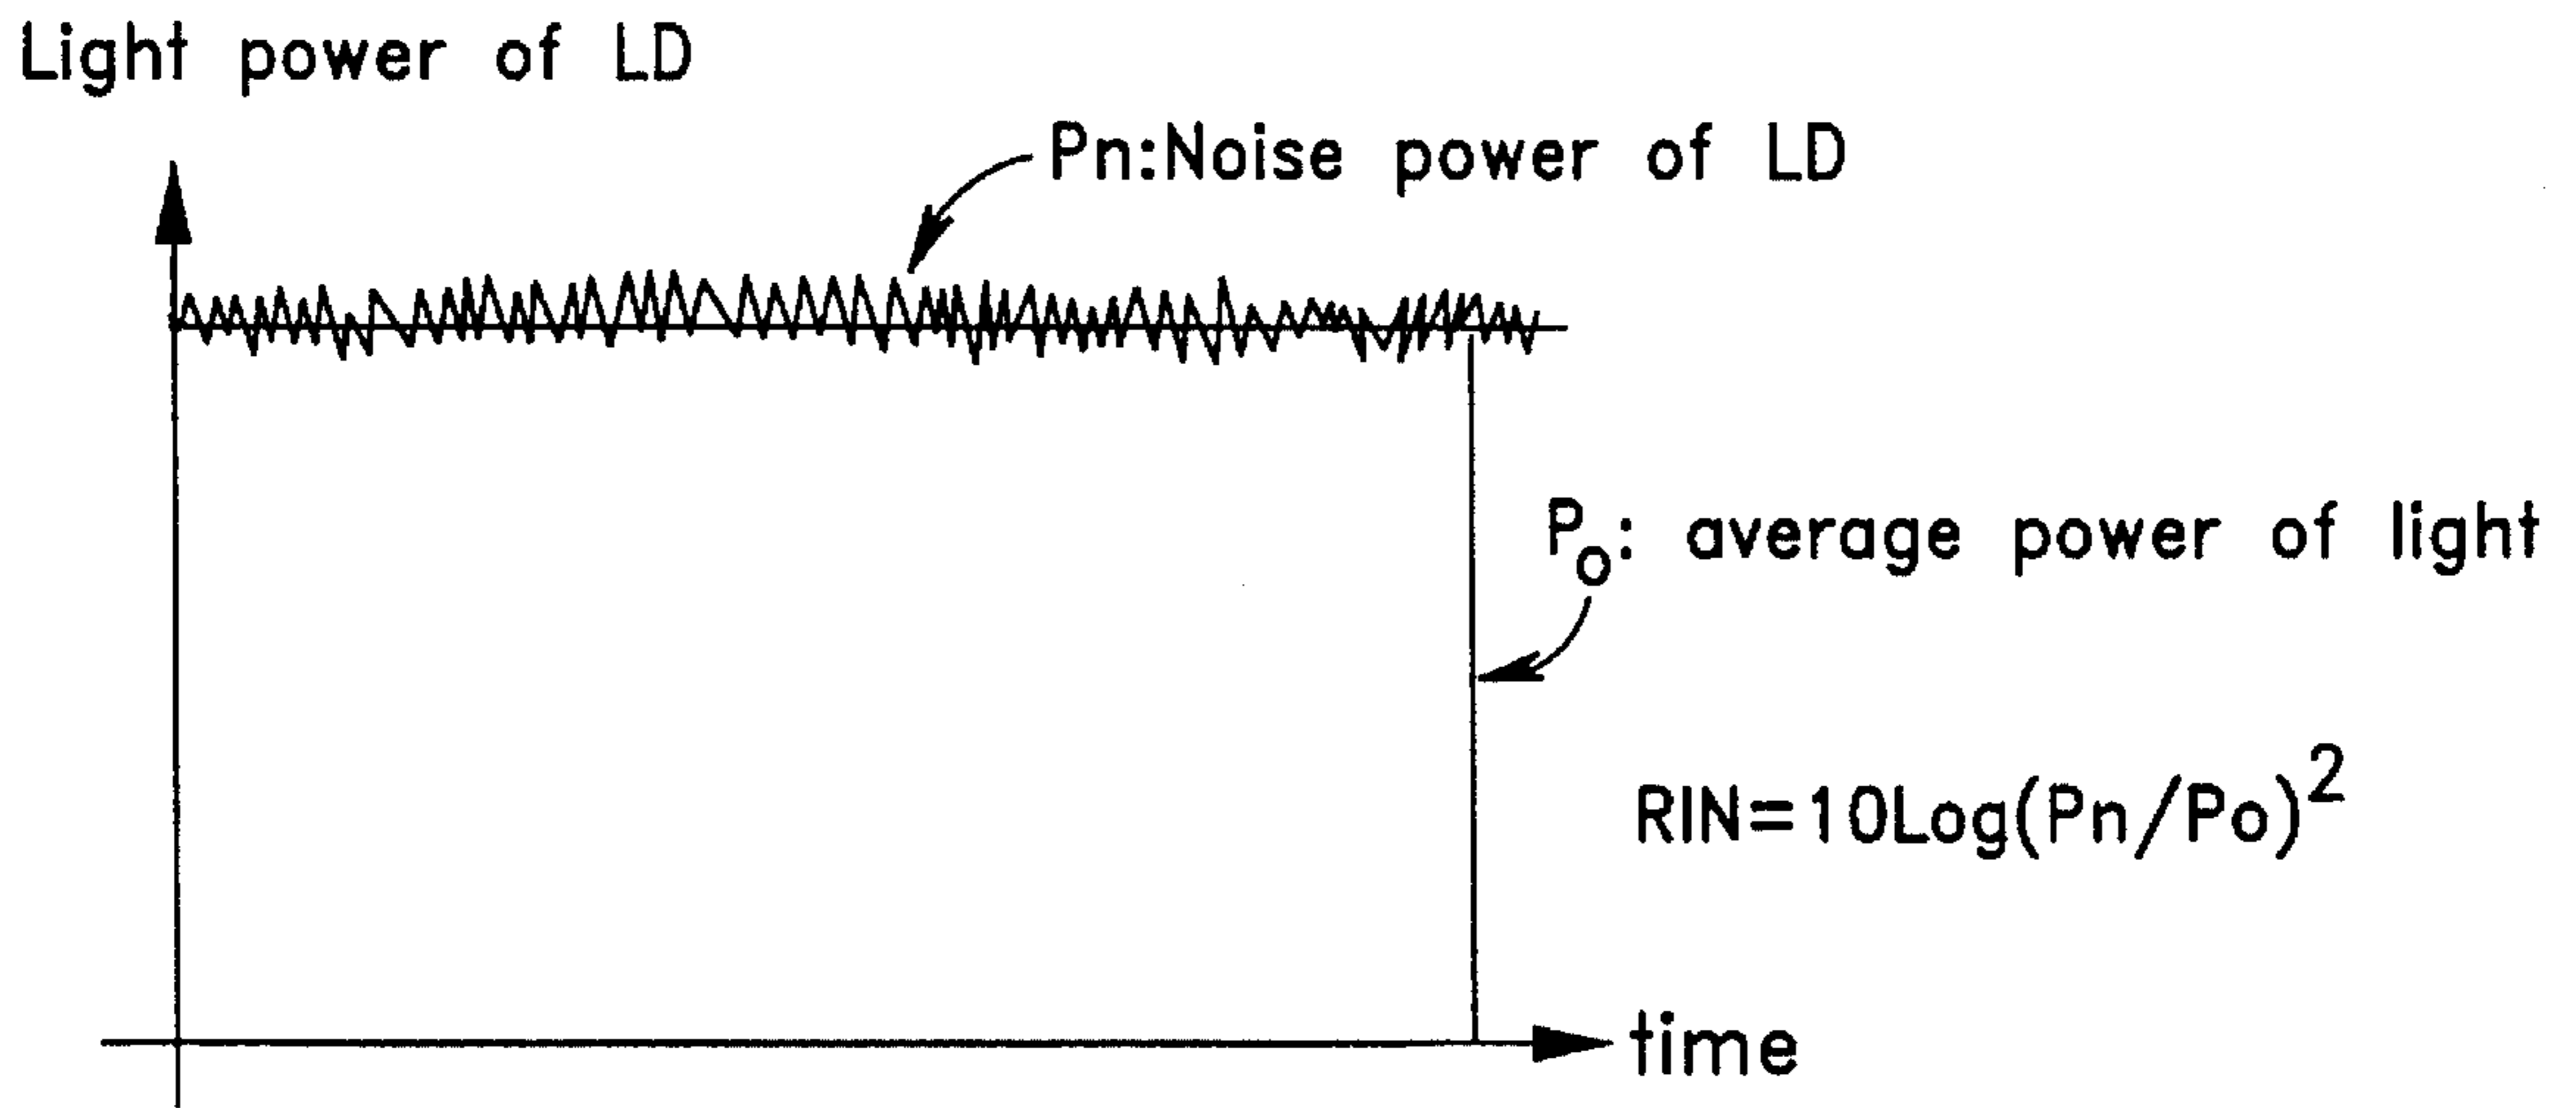 Light power of LD
Pn:Noise power of LD
Po: average power of light
RIN=10Log(Pn/Po)²
time